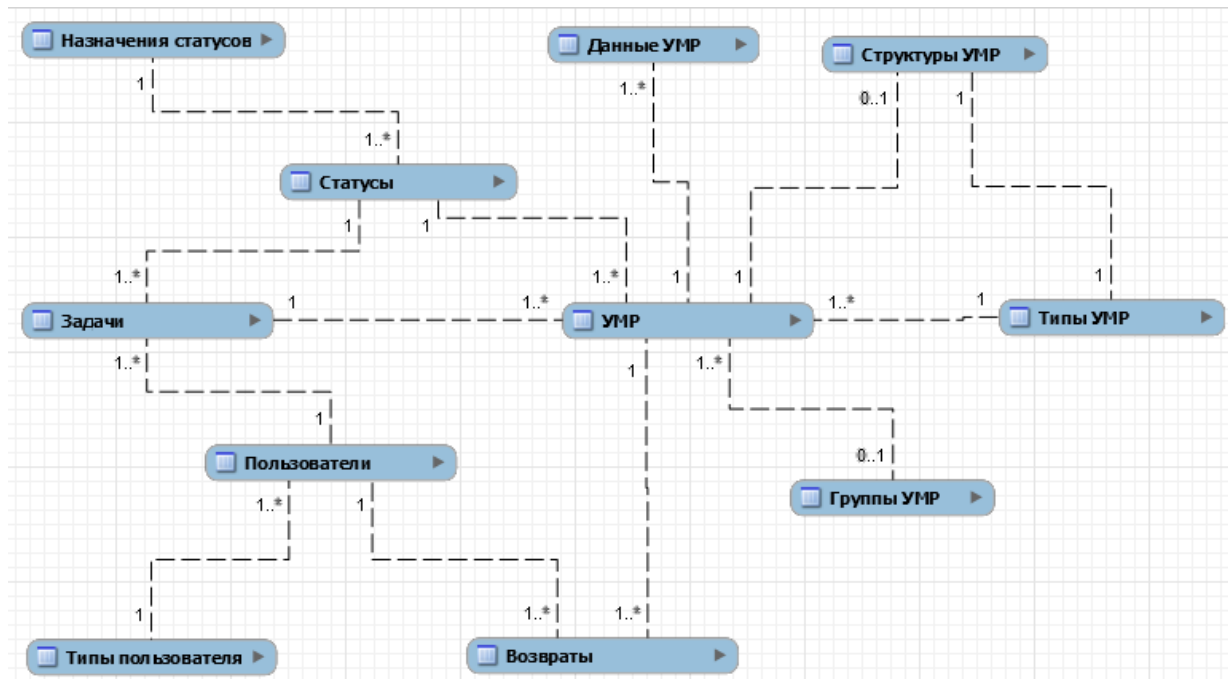 Назначения статусов
Данные УМР
Структуры УМР
1
1..*
0..1
1
1..*
Статусы
1
1
1..*
1..*
1
1
1
Задачи
1
1..*
УМР
1..*
1
Типы УМР
1..*
1
1..*
1
0..1
Пользователи
Группы УМР
1..*
1
1
1..*
1..*
Типы пользователя
Возвраты